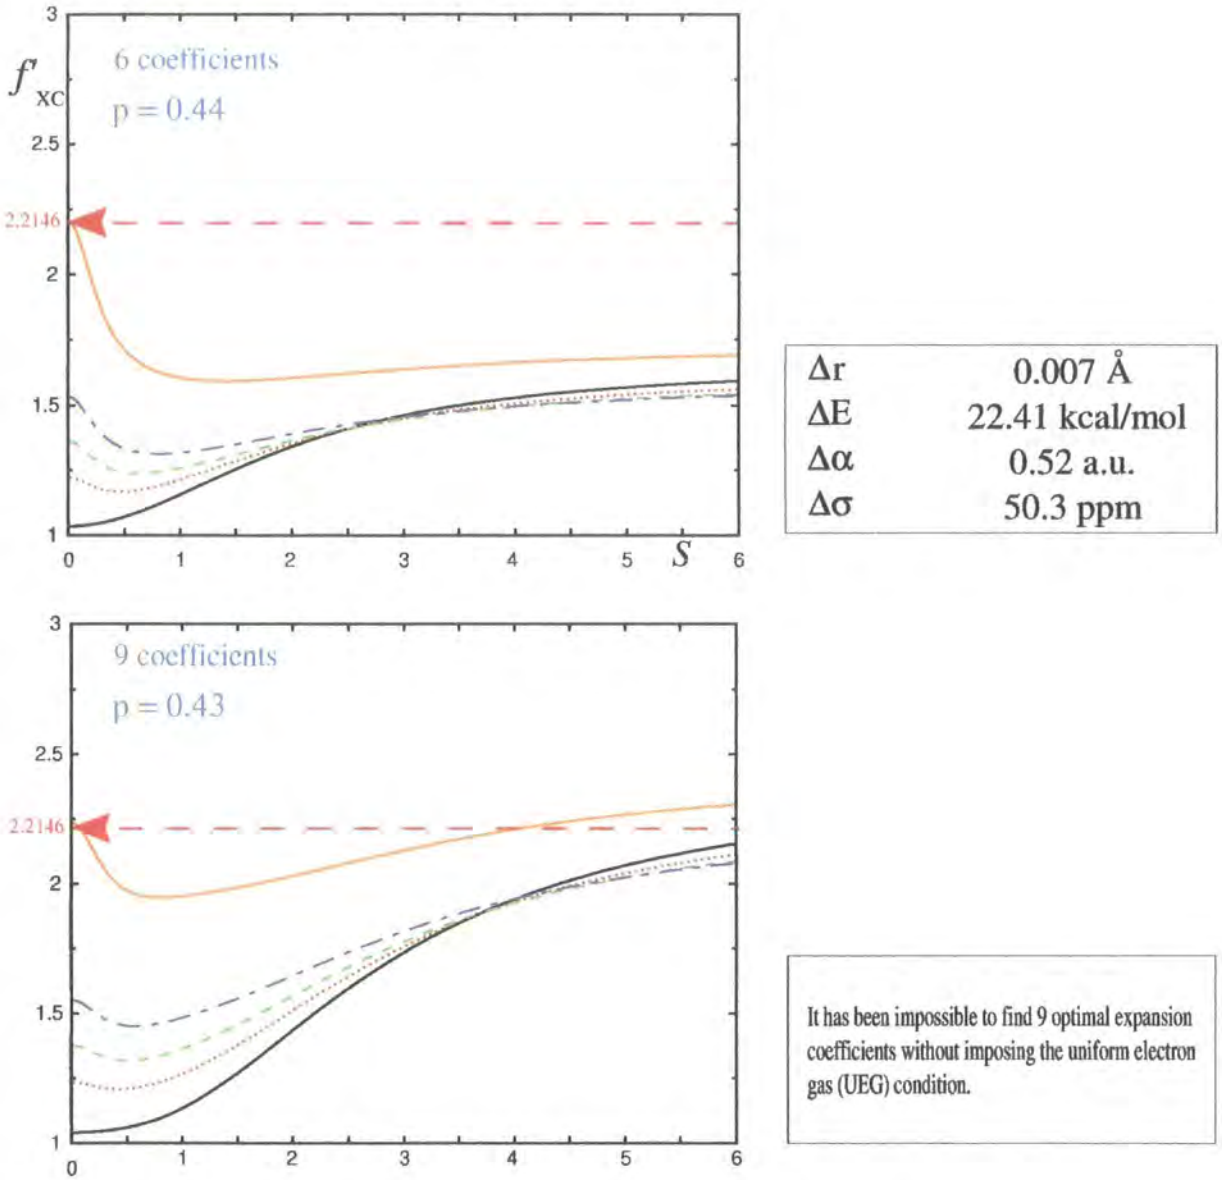 3
6 coefficients
f'xc
p = 0.44
2.5
2.2146
2
1.5
1
0 1 2 3 4 5 S 6
Δr 0.007 Å
ΔE 22.41 kcal/mol
Δα 0.52 a.u.
Δσ 50.3 ppm
3
9 coefficients
p = 0.43
2.5
2.2146
2
1.5
1
0 1 2 3 4 5 6
It has been impossible to find 9 optimal expansion
coefficients without imposing the uniform electron
gas (UEG) condition.